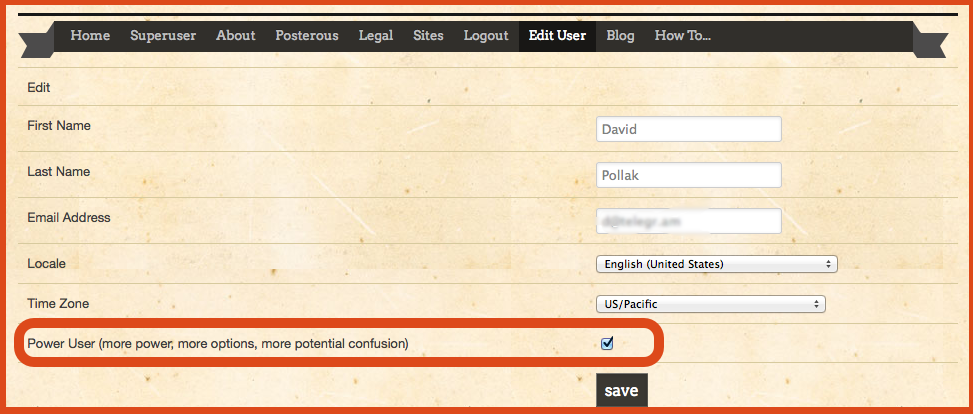 Home Superuser About Posterous Legal Sites Logout Edit User Blog How To...
Edit
First Name David
Last Name Pollak
Email Address
Locale English (United States)
Time Zone US/Pacific
Power User (more power, more options, more potential confusion)
save